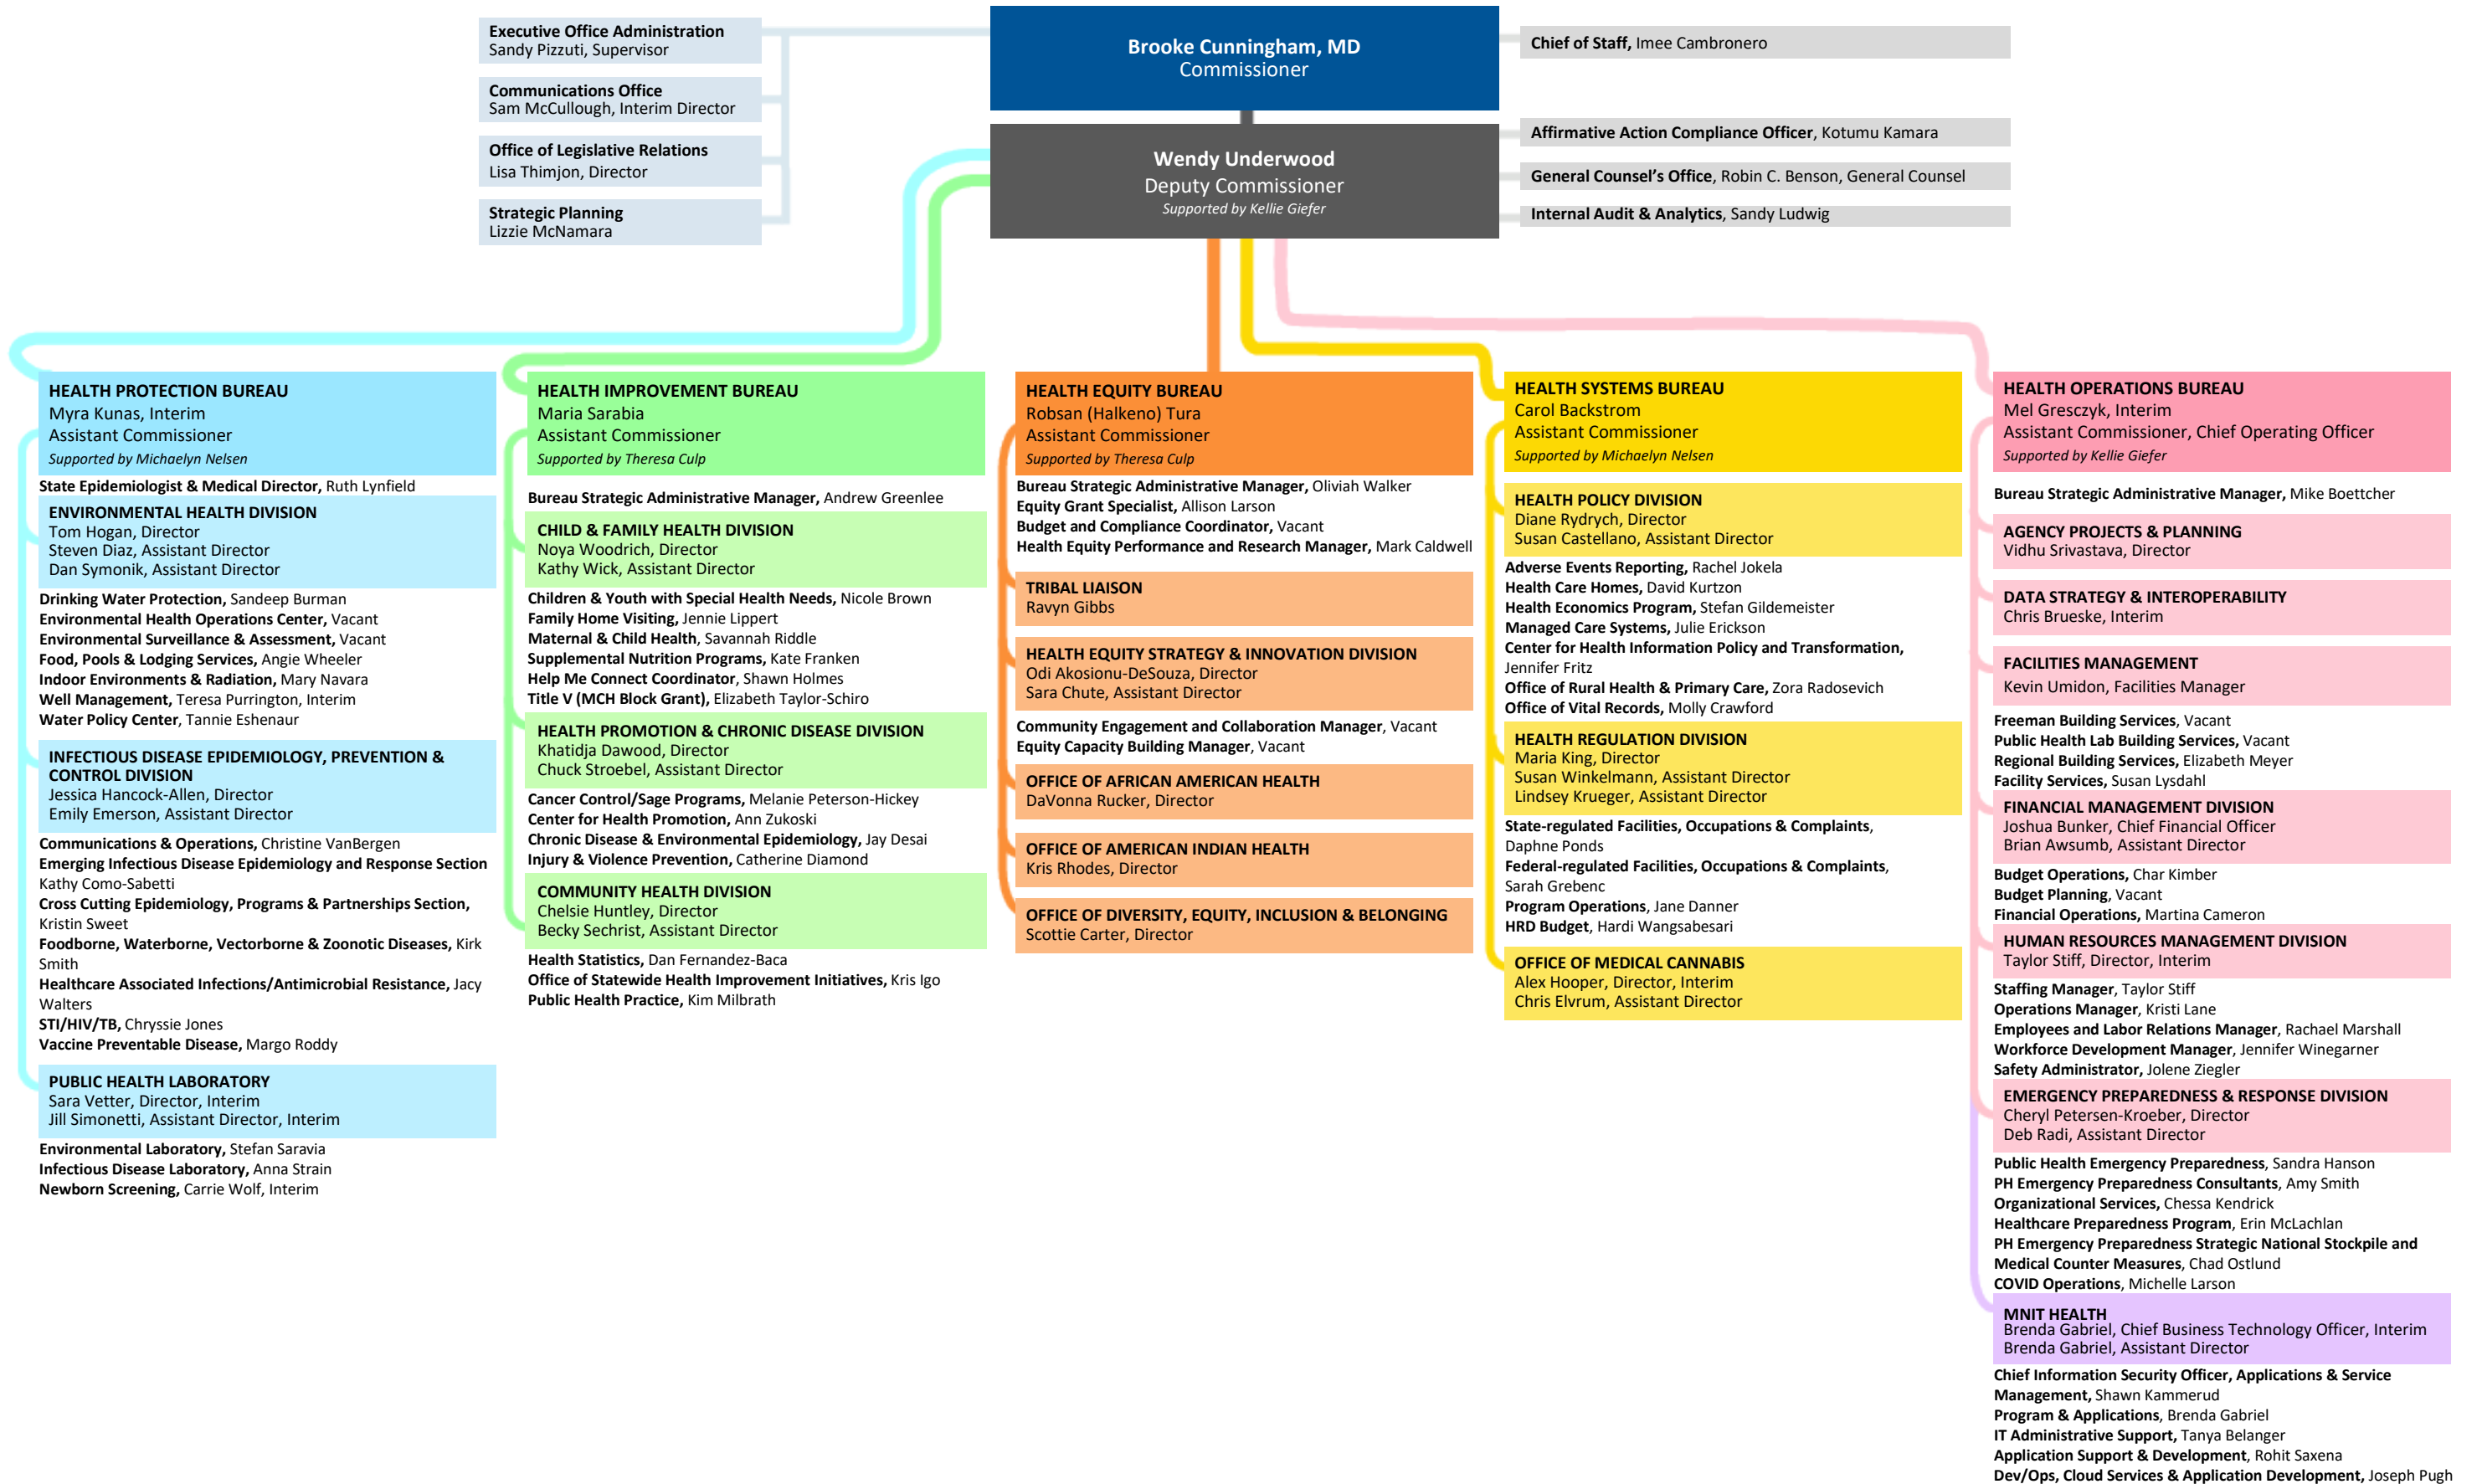 Executive Office Administration
Sandy Pizzuti, Supervisor
Communications Office
Sam McCullough, Interim Director
Office of Legislative Relations
Lisa Thimjon, Director
Strategic Planning
Lizzie McNamara
Brooke Cunningham, MD
Commissioner
Wendy Underwood
Deputy Commissioner
Supported by Kellie Giefer
Chief of Staff, Imee Cambronero
Affirmative Action Compliance Officer, Kotumu Kamara
General Counsel's Office, Robin C. Benson, General Counsel
Internal Audit & Analytics, Sandy Ludwig
HEALTH PROTECTION BUREAU
Myra Kunas, Interim
Assistant Commissioner
Supported by Michaelyn Nelsen
State Epidemiologist & Medical Director, Ruth Lynfield
ENVIRONMENTAL HEALTH DIVISION
Tom Hogan, Director
Steven Diaz, Assistant Director
Dan Symonik, Assistant Director
Drinking Water Protection, Sandeep Burman
Environmental Health Operations Center, Vacant
Environmental Surveillance & Assessment, Vacant
Food, Pools & Lodging Services, Angie Wheeler
Indoor Environments & Radiation, Mary Navara
Well Management, Teresa Purrington, Interim
Water Policy Center, Tannie Eshenaur
INFECTIOUS DISEASE EPIDEMIOLOGY, PREVENTION &
CONTROL DIVISION
Jessica Hancock-Allen, Director
Emily Emerson, Assistant Director
Communications & Operations, Christine VanBergen
Emerging Infectious Disease Epidemiology and Response Section
Kathy Como-Sabetti
Cross Cutting Epidemiology, Programs & Partnerships Section,
Kristin Sweet
Foodborne, Waterborne, Vectorborne & Zoonotic Diseases, Kirk
Smith
Healthcare Associated Infections/Antimicrobial Resistance, Jacy
Walters
STI/HIV/TB, Chryssie Jones
Vaccine Preventable Disease, Margo Roddy
PUBLIC HEALTH LABORATORY
Sara Vetter, Director, Interim
Jill Simonetti, Assistant Director, Interim
Environmental Laboratory, Stefan Saravia
Infectious Disease Laboratory, Anna Strain
Newborn Screening, Carrie Wolf, Interim
HEALTH IMPROVEMENT BUREAU
Maria Sarabia
Assistant Commissioner
Supported by Theresa Culp
Bureau Strategic Administrative Manager, Andrew Greenlee
CHILD & FAMILY HEALTH DIVISION
Noya Woodrich, Director
Kathy Wick, Assistant Director
Children & Youth with Special Health Needs, Nicole Brown
Family Home Visiting, Jennie Lippert
Maternal & Child Health, Savannah Riddle
Supplemental Nutrition Programs, Kate Franken
Help Me Connect Coordinator, Shawn Holmes
Title V (MCH Block Grant), Elizabeth Taylor-Schiro
HEALTH PROMOTION & CHRONIC DISEASE DIVISION
Khatidja Dawood, Director
Chuck Stroebel, Assistant Director
Cancer Control/Sage Programs, Melanie Peterson-Hickey
Center for Health Promotion, Ann Zukoski
Chronic Disease & Environmental Epidemiology, Jay Desai
Injury & Violence Prevention, Catherine Diamond
COMMUNITY HEALTH DIVISION
Chelsie Huntley, Director
Becky Sechrist, Assistant Director
Health Statistics, Dan Fernandez-Baca
Office of Statewide Health Improvement Initiatives, Kris Igo
Public Health Practice, Kim Milbrath
HEALTH EQUITY BUREAU
Robsan (Halkeno) Tura
Assistant Commissioner
Supported by Theresa Culp
Bureau Strategic Administrative Manager, Oliviah Walker
Equity Grant Specialist, Allison Larson
Budget and Compliance Coordinator, Vacant
Health Equity Performance and Research Manager, Mark Caldwell
TRIBAL LIAISON
Ravyn Gibbs
HEALTH EQUITY STRATEGY & INNOVATION DIVISION
Odi Akosionu-DeSouza, Director
Sara Chute, Assistant Director
Community Engagement and Collaboration Manager, Vacant
Equity Capacity Building Manager, Vacant
OFFICE OF AFRICAN AMERICAN HEALTH
DaVonna Rucker, Director
OFFICE OF AMERICAN INDIAN HEALTH
Kris Rhodes, Director
OFFICE OF DIVERSITY, EQUITY, INCLUSION & BELONGING
Scottie Carter, Director
HEALTH SYSTEMS BUREAU
Carol Backstrom
Assistant Commissioner
Supported by Michaelyn Nelsen
HEALTH POLICY DIVISION
Diane Rydrych, Director
Susan Castellano, Assistant Director
Adverse Events Reporting, Rachel Jokela
Health Care Homes, David Kurtzon
Health Economics Program, Stefan Gildemeister
Managed Care Systems, Julie Erickson
Center for Health Information Policy and Transformation,
Jennifer Fritz
Office of Rural Health & Primary Care, Zora Radosevich
Office of Vital Records, Molly Crawford
HEALTH REGULATION DIVISION
Maria King, Director
Susan Winkelmann, Assistant Director
Lindsey Krueger, Assistant Director
State-regulated Facilities, Occupations & Complaints,
Daphne Ponds
Federal-regulated Facilities, Occupations & Complaints,
Sarah Grebenc
Program Operations, Jane Danner
HRD Budget, Hardi Wangsabesari
OFFICE OF MEDICAL CANNABIS
Alex Hooper, Director, Interim
Chris Elvrum, Assistant Director
HEALTH OPERATIONS BUREAU
Mel Gresczyk, Interim
Assistant Commissioner, Chief Operating Officer
Supported by Kellie Giefer
Bureau Strategic Administrative Manager, Mike Boettcher
AGENCY PROJECTS & PLANNING
Vidhu Srivastava, Director
DATA STRATEGY & INTEROPERABILITY
Chris Brueske, Interim
FACILITIES MANAGEMENT
Kevin Umidon, Facilities Manager
Freeman Building Services, Vacant
Public Health Lab Building Services, Vacant
Regional Building Services, Elizabeth Meyer
Facility Services, Susan Lysdahl
FINANCIAL MANAGEMENT DIVISION
Joshua Bunker, Chief Financial Officer
Brian Awsumb, Assistant Director
Budget Operations, Char Kimber
Budget Planning, Vacant
Financial Operations, Martina Cameron
HUMAN RESOURCES MANAGEMENT DIVISION
Taylor Stiff, Director, Interim
Staffing Manager, Taylor Stiff
Operations Manager, Kristi Lane
Employees and Labor Relations Manager, Rachael Marshall
Workforce Development Manager, Jennifer Winegarner
Safety Administrator, Jolene Ziegler
EMERGENCY PREPAREDNESS & RESPONSE DIVISION
Cheryl Petersen-Kroeber, Director
Deb Radi, Assistant Director
Public Health Emergency Preparedness, Sandra Hanson
PH Emergency Preparedness Consultants, Amy Smith
Organizational Services, Chessa Kendrick
Healthcare Preparedness Program, Erin McLachlan
PH Emergency Preparedness Strategic National Stockpile and
Medical Counter Measures, Chad Ostlund
COVID Operations, Michelle Larson
MNIT HEALTH
Brenda Gabriel, Chief Business Technology Officer, Interim
Brenda Gabriel, Assistant Director
Chief Information Security Officer, Applications & Service
Management, Shawn Kammerud
Program & Applications, Brenda Gabriel
IT Administrative Support, Tanya Belanger
Application Support & Development, Rohit Saxena
Dev/Ops, Cloud Services & Application Development, Joseph Pugh